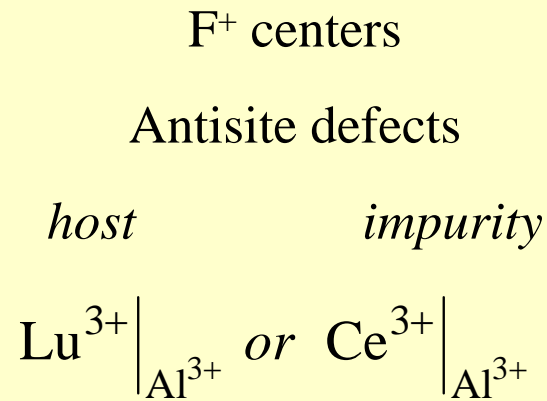 F⁺ centers
Antisite defects
host impurity
Lu³⁺|Al³⁺ or Ce³⁺|Al³⁺